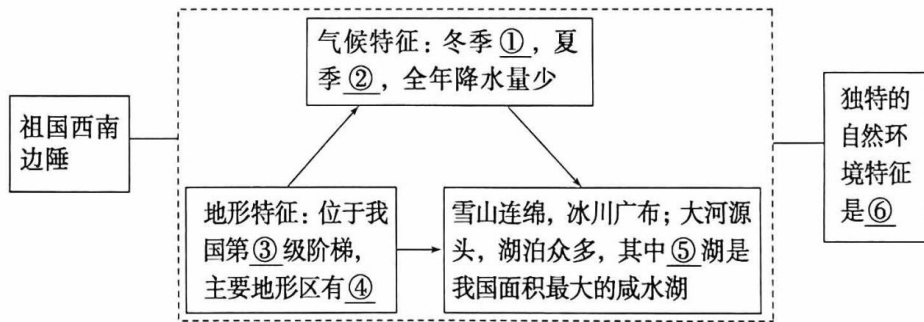 气候特征：冬季①，夏
季②，全年降水量少
祖国西南
边陲
地形特征：位于我
国第③级阶梯，
主要地形区有④
雪山连绵，冰川广布；大河源
头，湖泊众多，其中⑤湖是
我国面积最大的咸水湖
独特的
自然环
境特征
是⑥